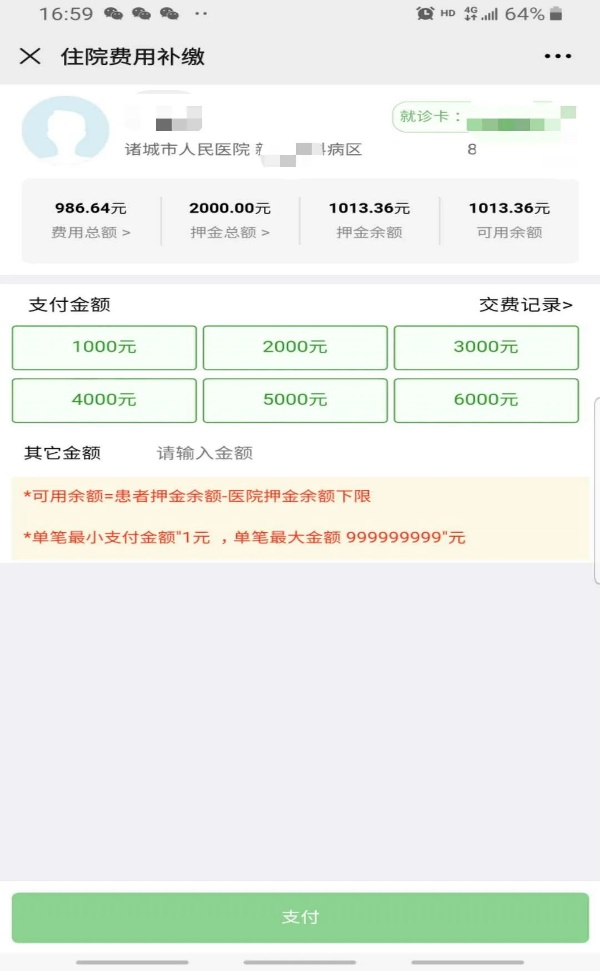 16:59 HD 4G 64%
住院费用补缴
就诊卡：
诸城市人民医院 病区 8
986.64元 2000.00元 1013.36元 1013.36元
费用总额 > 押金总额 > 押金余额 可用余额
支付金额 交费记录>
1000元 2000元 3000元
4000元 5000元 6000元
其它金额 请输入金额
*可用余额=患者押金余额-医院押金余额下限
*单笔最小支付金额"1元 ，单笔最大金额 999999999"元
支付